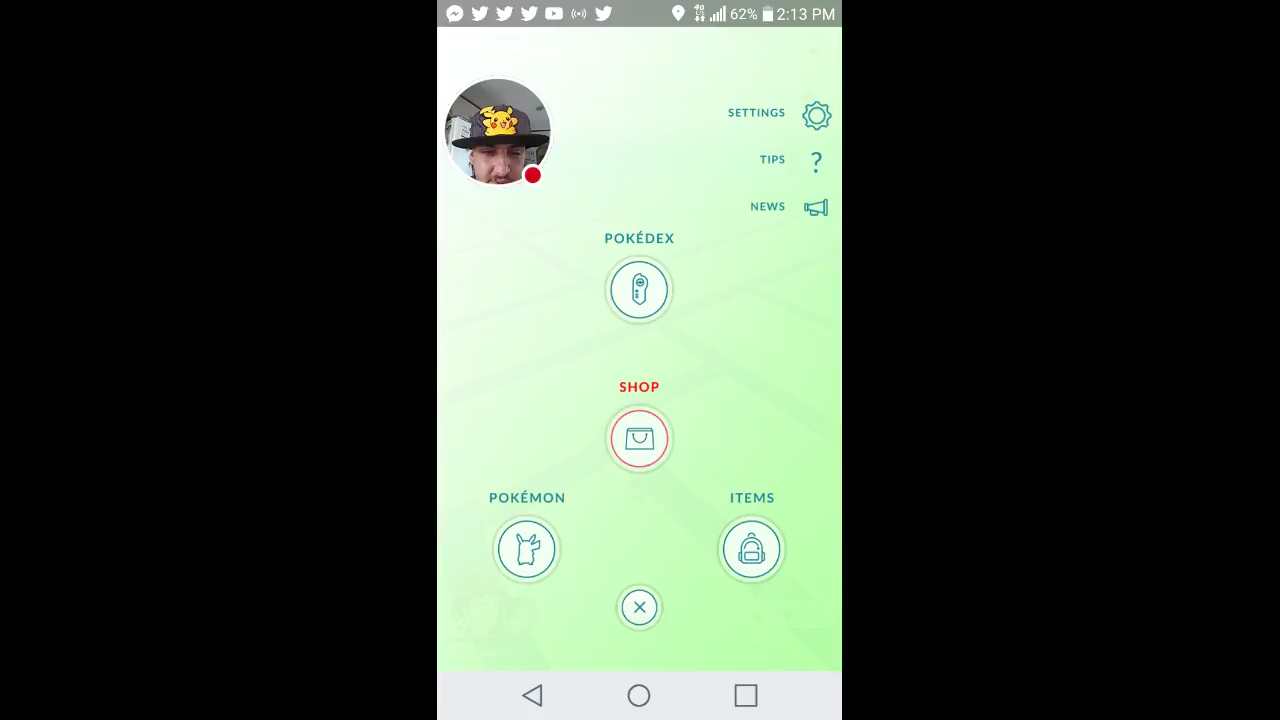 62% 2:13 PM
SETTINGS
TIPS
?
NEWS
POKÉDEX
SHOP
POKÉMON
ITEMS